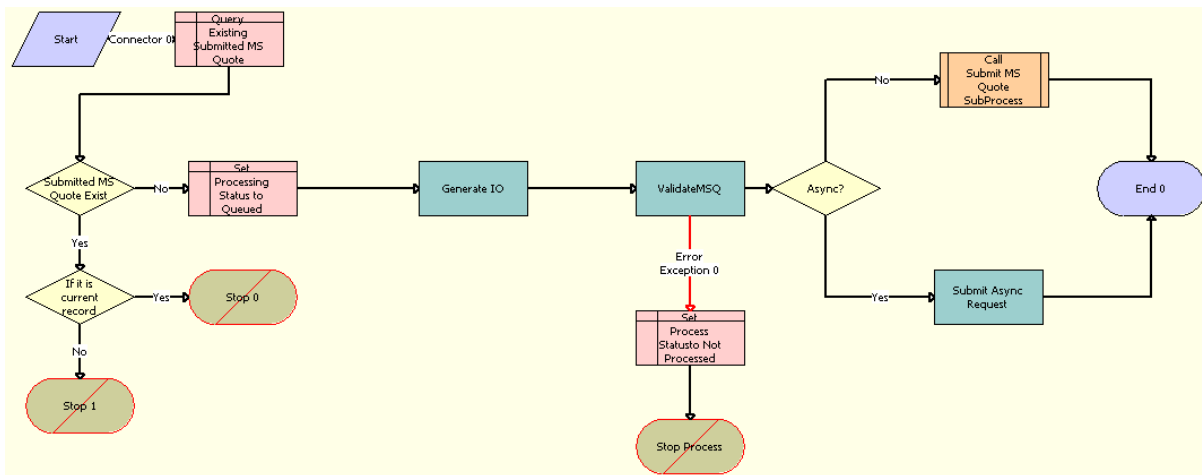 Start
Connector 0
Query
Existing
Submitted MS
Quote
Submitted MS
Quote Exist
No
Set
Processing
Status to
Queued
Generate IO
ValidateMSQ
Async?
No
Call
Submit MS
Quote
SubProcess
End 0
Yes
Submit Async
Request
Error
Exception 0
Set
Process
Statusto Not
Processed
Stop Process
Yes
If it is
current
record
Yes
Stop 0
No
Stop 1